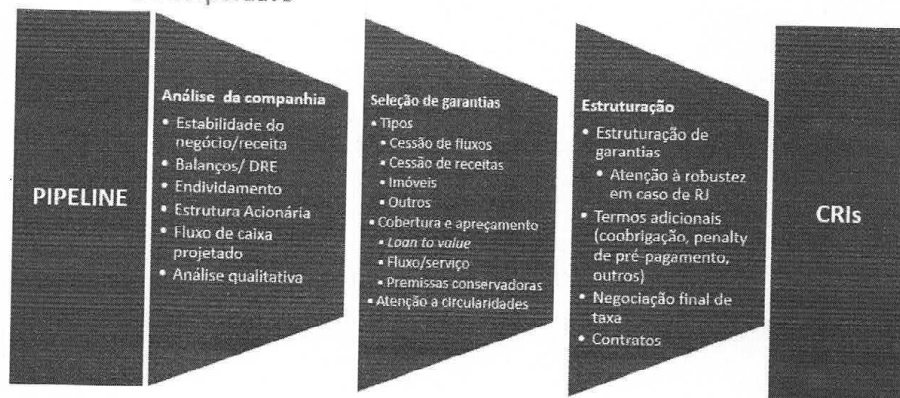 PIPELINE
Análise da companhia
• Estabilidade do
negócio/receita
• Balanços/ DRE
• Endividamento
• Estrutura Acionária
• Fluxo de caixa
projetado
• Análise qualitativa
Seleção de garantias
• Tipos
• Cessão de fluxos
• Cessão de receitas
• Imóveis
• Outros
• Cobertura e apreçamento
• Loan to value
• Fluxo/serviço
• Premissas conservadoras
• Atenção a circularidades
Estruturação
• Estruturação de
garantias
• Atenção à robustez
em caso de RJ
• Termos adicionais
(coobrigação, penalty
de pré-pagamento,
outros)
• Negociação final de
taxa
• Contratos
CRIs